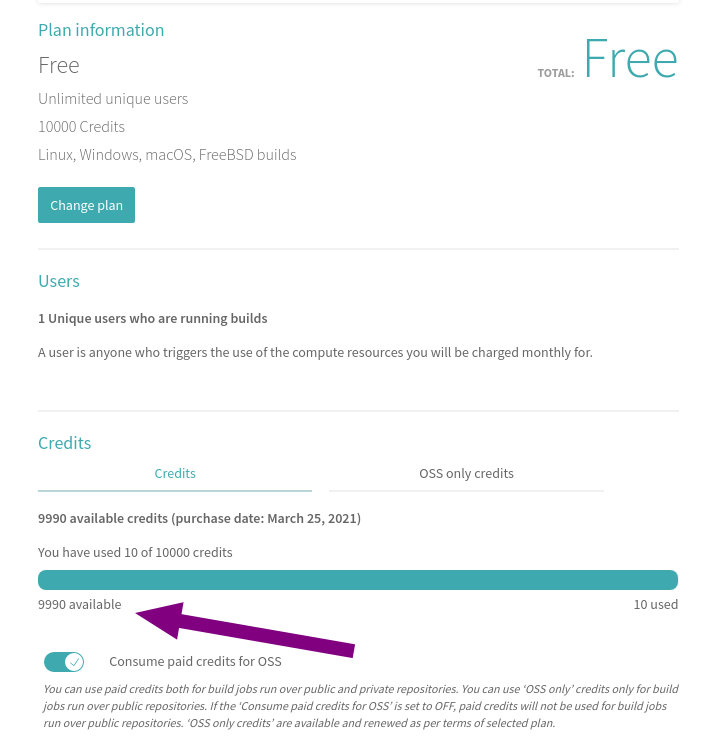 Plan information
Free
TOTAL: Free
Unlimited unique users
10000 Credits
Linux, Windows, macOS, FreeBSD builds
Change plan
Users
1 Unique users who are running builds
A user is anyone who triggers the use of the compute resources you will be charged monthly for.
Credits
Credits OSS only credits
9990 available credits (purchase date: March 25, 2021)
You have used 10 of 10000 credits
9990 available 10 used
Consume paid credits for OSS
You can use paid credits both for build jobs run over public and private repositories. You can use ‘OSS only’ credits only for build
jobs run over public repositories. If the ‘Consume paid credits for OSS’ is set to OFF, paid credits will not be used for build jobs
run over public repositories. ‘OSS only credits’ are available and renewed as per terms of selected plan.